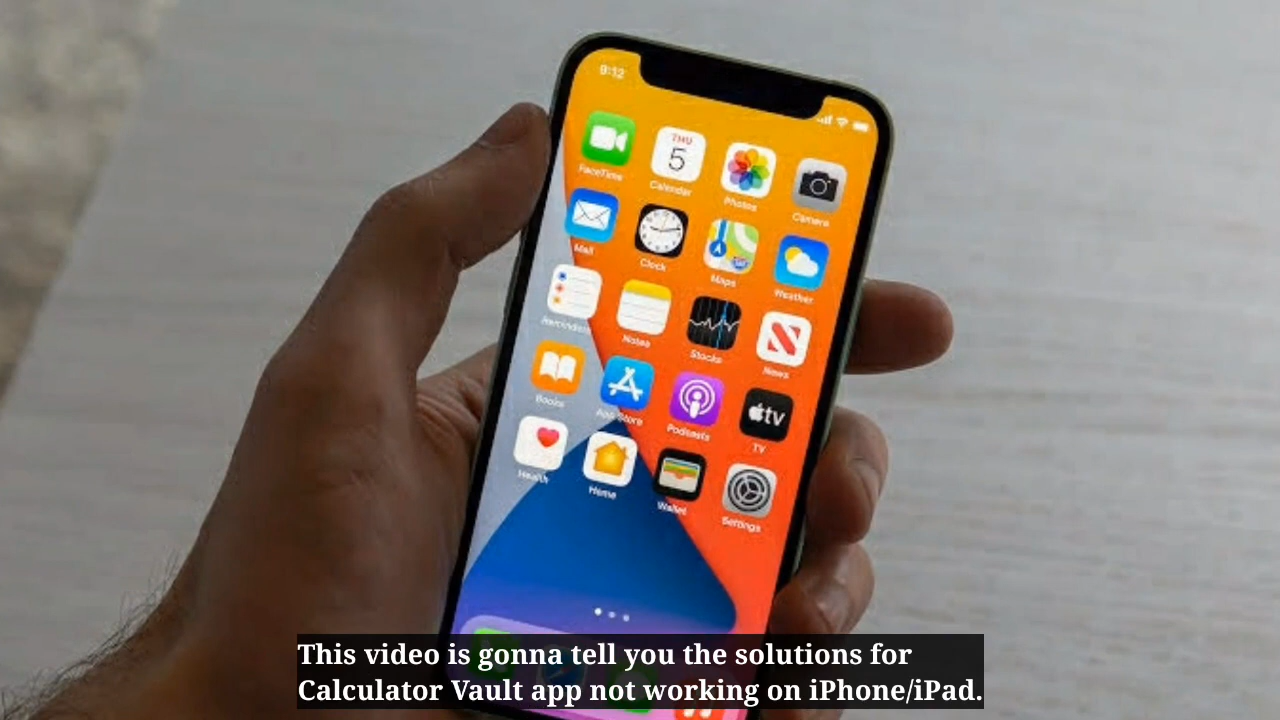 9:12
FaceTime
THU
5
Calendar
Photos
Camera
Mail
Clock
Maps
Weather
Reminders
Notes
Stocks
News
Books
App Store
Podcasts
tv
TV
Health
Home
Wallet
Settings
This video is gonna tell you the solutions for
Calculator Vault app not working on iPhone/iPad.